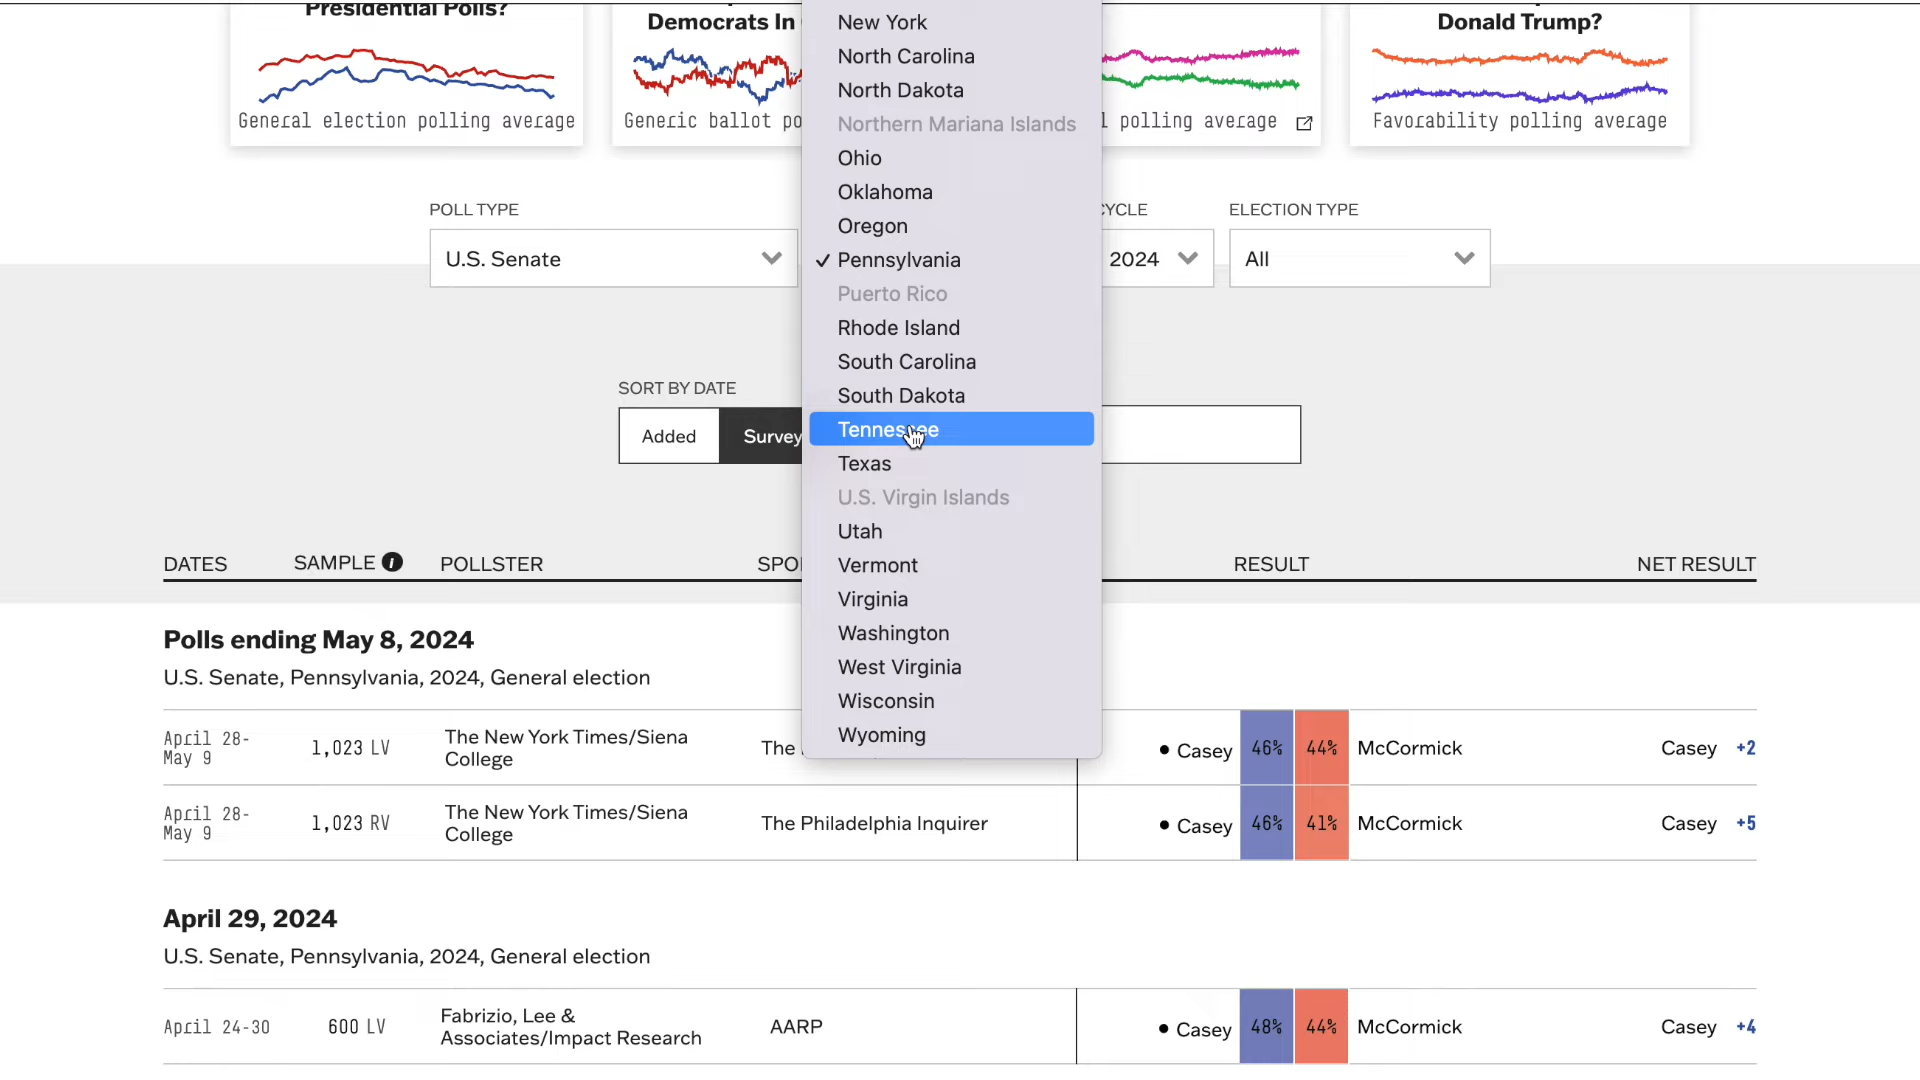 Presidential Polls?
General election polling average
Democrats In
Generic ballot po
l polling average
Donald Trump?
Favorability polling average
New York
North Carolina
North Dakota
Northern Mariana Islands
Ohio
Oklahoma
Oregon
✓ Pennsylvania
Puerto Rico
Rhode Island
South Carolina
South Dakota
Tennessee
Texas
U.S. Virgin Islands
Utah
Vermont
Virginia
Washington
West Virginia
Wisconsin
Wyoming
POLL TYPE
U.S. Senate
CYCLE
2024
ELECTION TYPE
All
SORT BY DATE
Added Survey
DATES SAMPLE i POLLSTER SPO RESULT NET RESULT
Polls ending May 8, 2024
U.S. Senate, Pennsylvania, 2024, General election
April 28-
May 9
1,023 LV
The New York Times/Siena
College
The
• Casey 46% 44% McCormick
Casey +2
April 28-
May 9
1,023 RV
The New York Times/Siena
College
The Philadelphia Inquirer
• Casey 46% 41% McCormick
Casey +5
April 29, 2024
U.S. Senate, Pennsylvania, 2024, General election
April 24-30
600 LV
Fabrizio, Lee &
Associates/Impact Research
AARP
• Casey 48% 44% McCormick
Casey +4